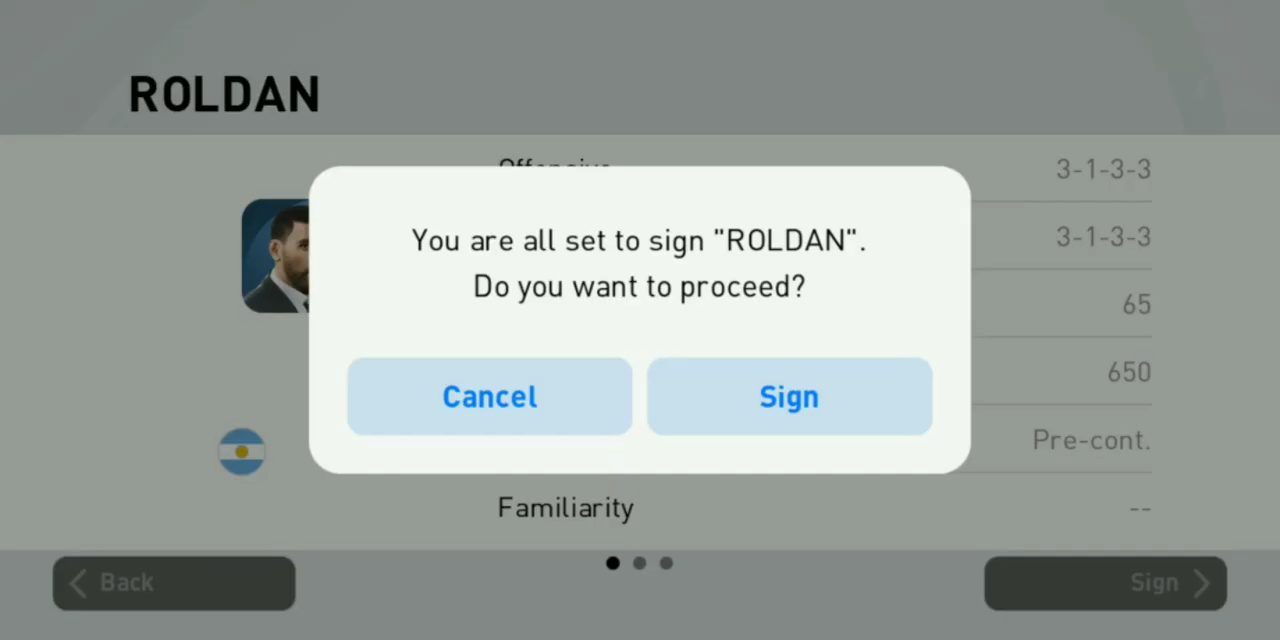 ROLDAN
Offensive
3-1-3-3
You are all set to sign "ROLDAN".
3-1-3-3
Do you want to proceed?
65
650
Cancel
Sign
Pre-cont.
Familiarity
--
Back
Sign